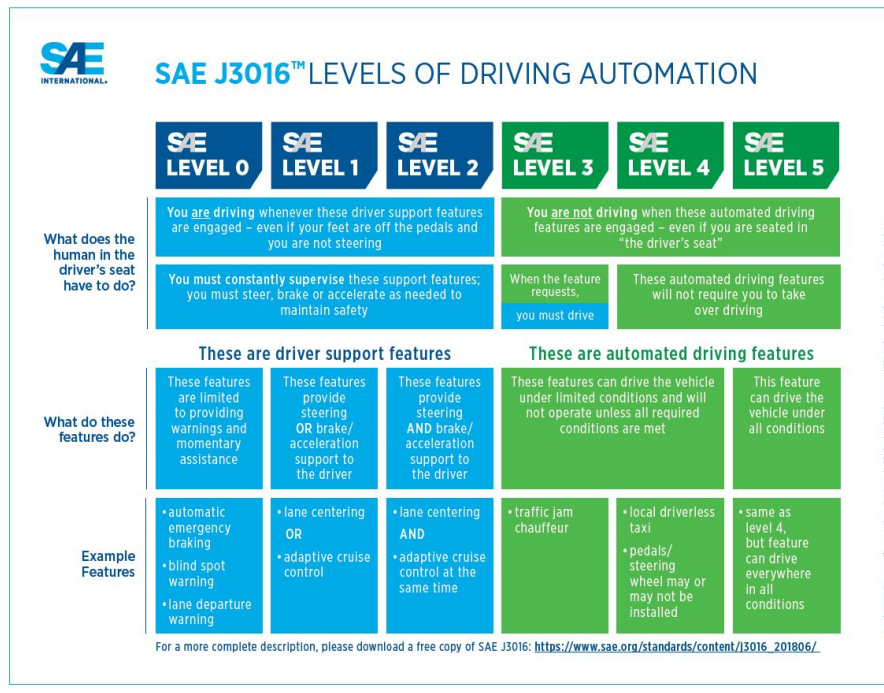 SAE
INTERNATIONAL®
SAE J3016™ LEVELS OF DRIVING AUTOMATION
SAE
LEVEL 0
SAE
LEVEL 1
SAE
LEVEL 2
SAE
LEVEL 3
SAE
LEVEL 4
SAE
LEVEL 5
What does the
human in the
driver's seat
have to do?
You are driving whenever these driver support features
are engaged – even if your feet are off the pedals and
you are not steering
You are not driving when these automated driving
features are engaged – even if you are seated in
"the driver's seat"
You must constantly supervise these support features;
you must steer, brake or accelerate as needed to
maintain safety
When the feature
requests,
you must drive
These automated driving features
will not require you to take
over driving
These are driver support features
These are automated driving features
What do these
features do?
These features
are limited
to providing
warnings and
momentary
assistance
These features
provide
steering
OR brake/
acceleration
support to
the driver
These features
provide
steering
AND brake/
acceleration
support to
the driver
These features can drive the vehicle
under limited conditions and will
not operate unless all required
conditions are met
This feature
can drive the
vehicle under
all conditions
Example
Features
• automatic
emergency
braking
• blind spot
warning
• lane departure
warning
• lane centering
OR
• adaptive cruise
control
• lane centering
AND
• adaptive cruise
control at the
same time
• traffic jam
chauffeur
• local driverless
taxi
• pedals/
steering
wheel may or
may not be
installed
• same as
level 4,
but feature
can drive
everywhere
in all
conditions
For a more complete description, please download a free copy of SAE J3016: https://www.sae.org/standards/content/j3016_201806/